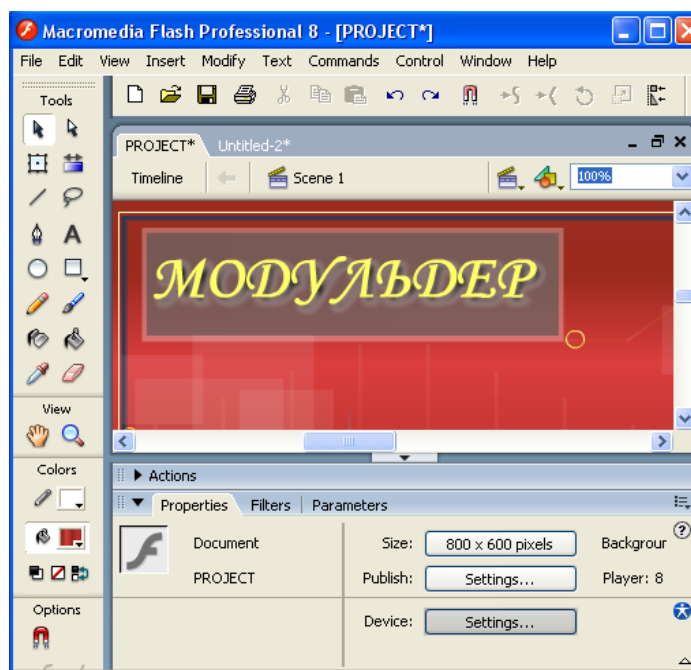 Macromedia Flash Professional 8 - [PROJECT*]
File Edit View Insert Modify Text Commands Control Window Help
Tools
PROJECT* Untitled-2*
Timeline Scene 1 100%
МОДУЛЬДЕР
View
Colors
Actions
Properties Filters Parameters
Document Size: 800 x 600 pixels Backgrour
PROJECT Publish: Settings... Player: 8
Options
Device: Settings...